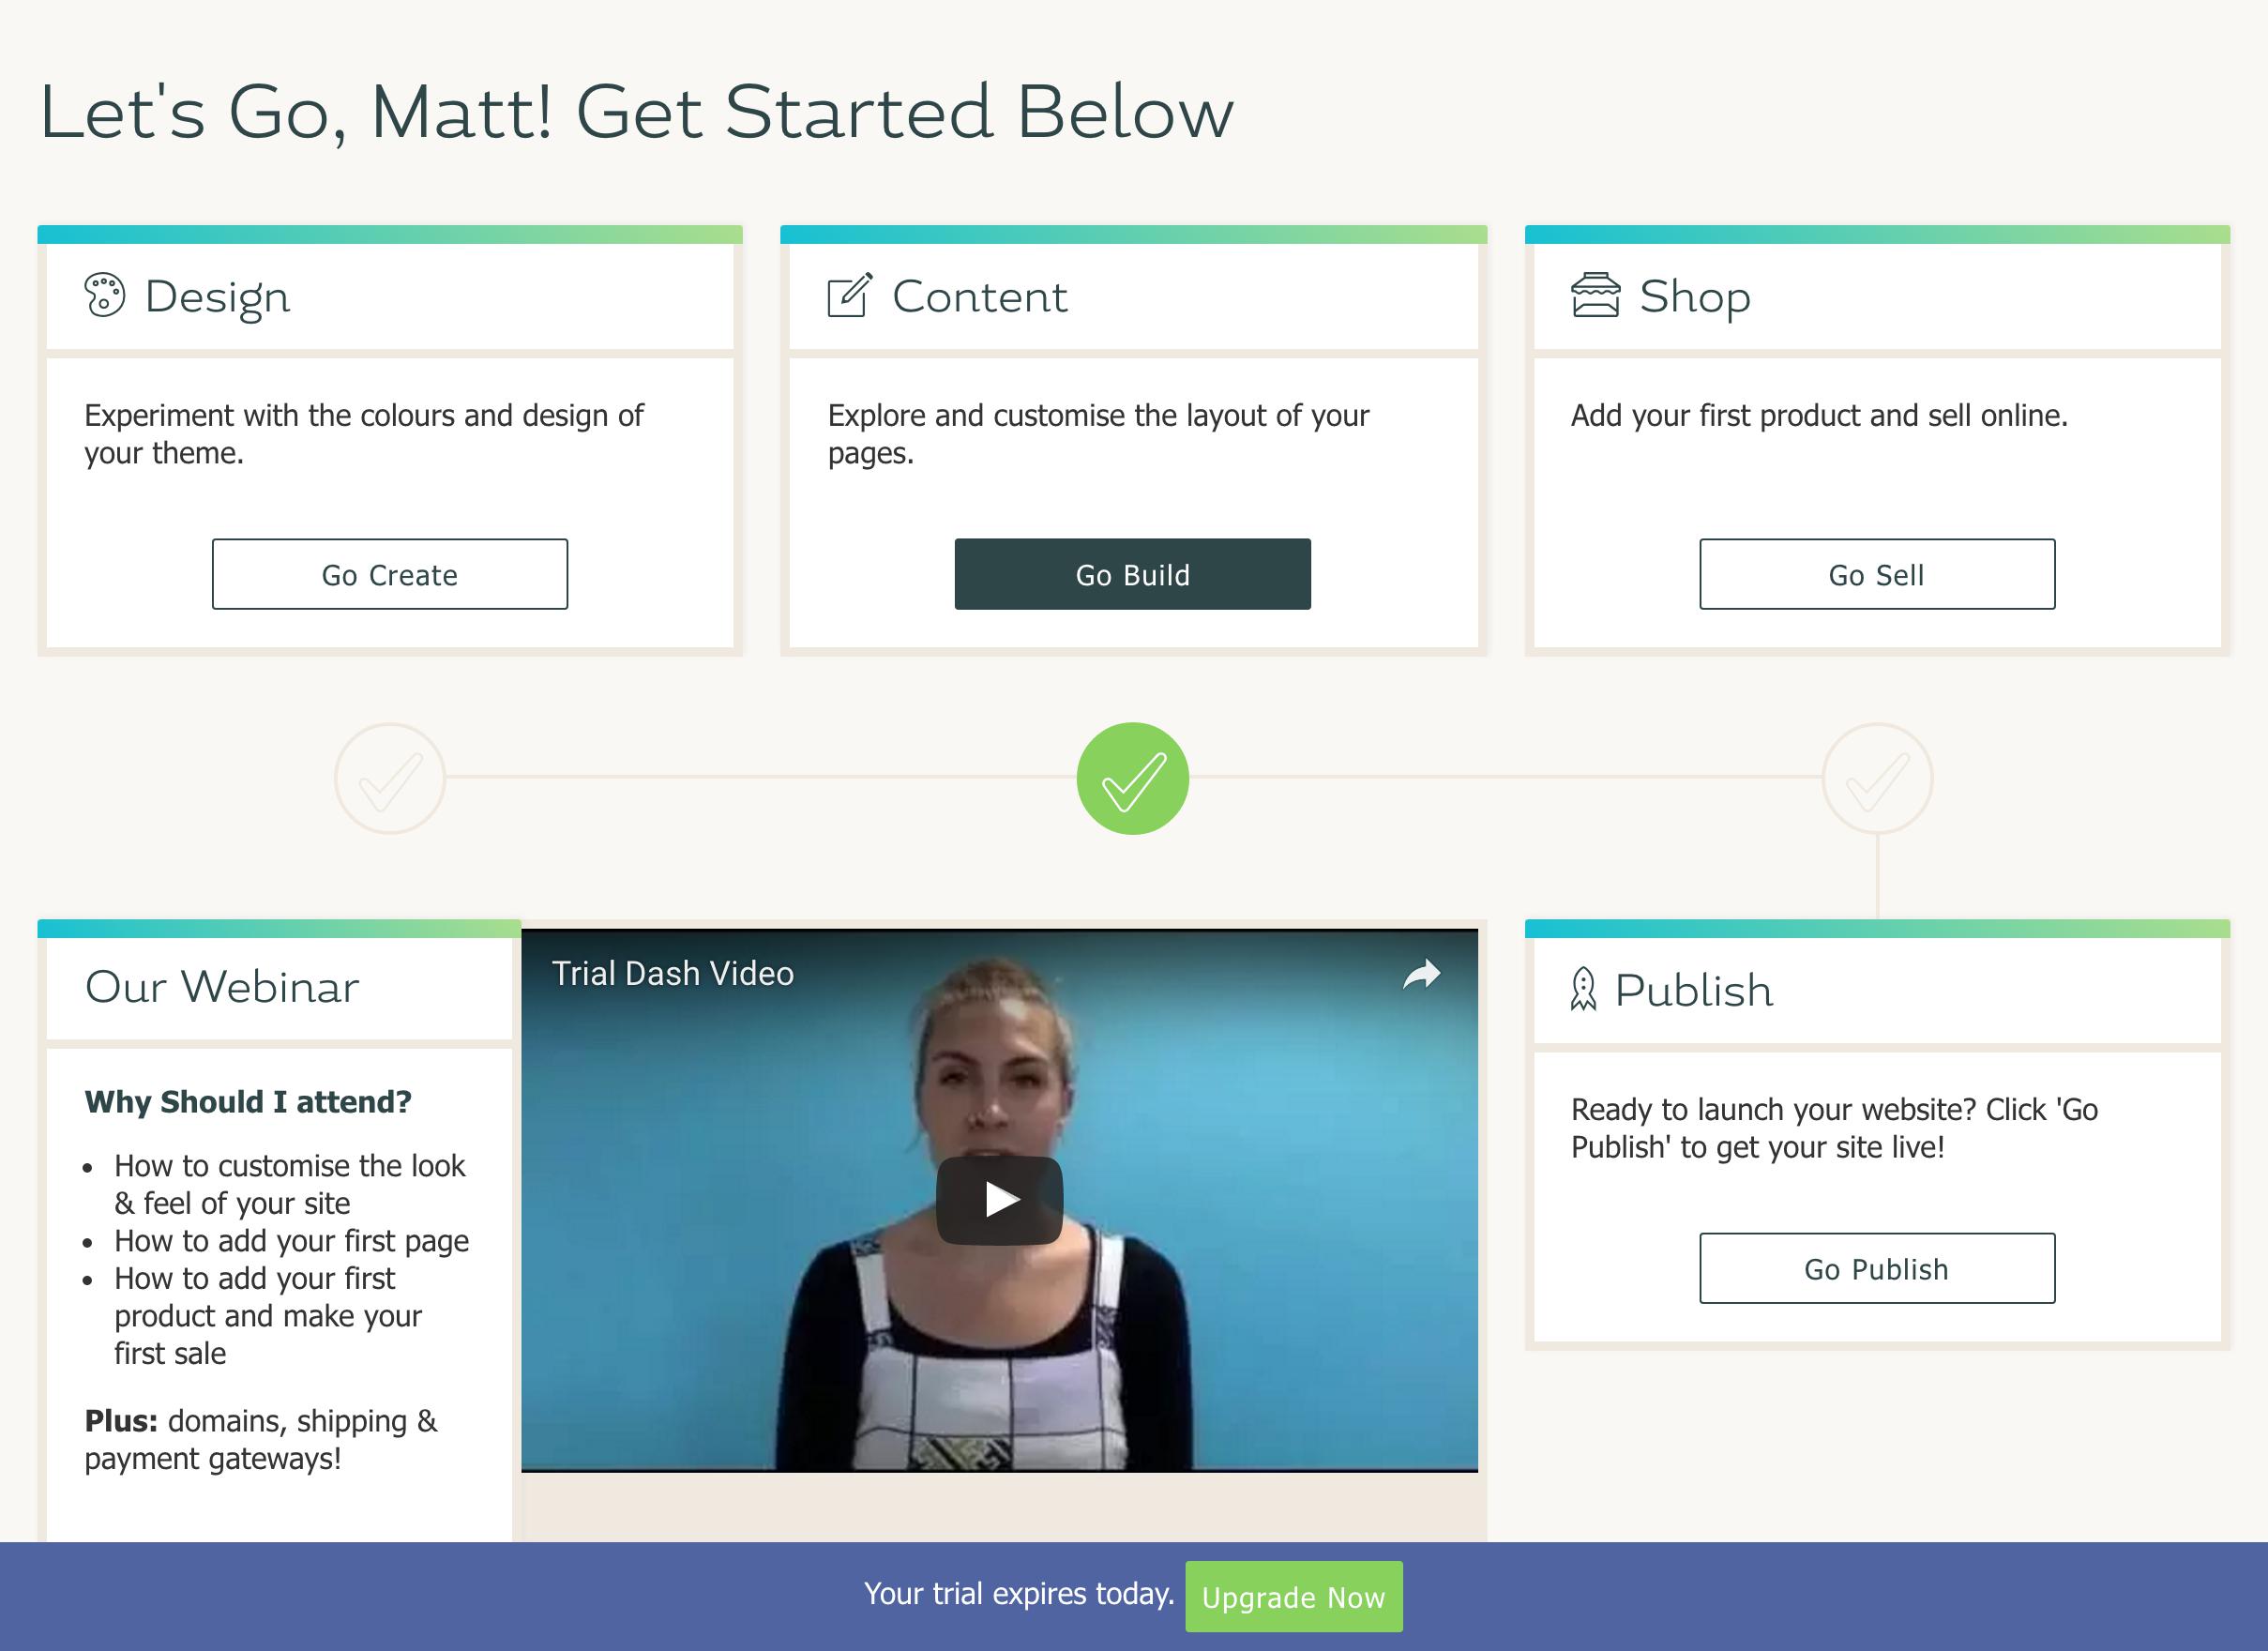 Let's Go, Matt! Get Started Below
Design
Experiment with the colours and design of
your theme.
Go Create
Content
Explore and customise the layout of your
pages.
Go Build
Shop
Add your first product and sell online.
Go Sell
Our Webinar
Why Should I attend?
How to customise the look
& feel of your site
How to add your first page
How to add your first
product and make your
first sale
Plus: domains, shipping &
payment gateways!
Trial Dash Video
Publish
Ready to launch your website? Click 'Go
Publish' to get your site live!
Go Publish
Your trial expires today.
Upgrade Now